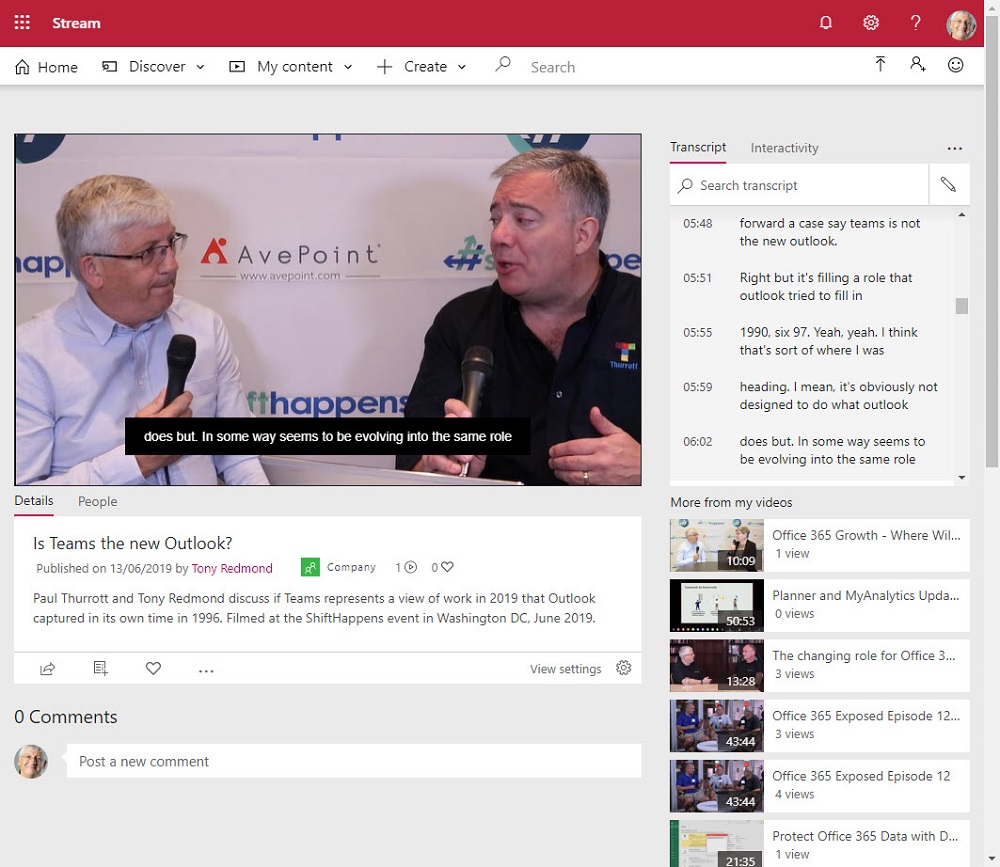 Stream
Home Discover My content Create Search
AvePoint
www.avepoint.com
fthappens
Thurrott
does but. In some way seems to be evolving into the same role
Details People
Is Teams the new Outlook?
Published on 13/06/2019 by Tony Redmond Company 1 0
Paul Thurrott and Tony Redmond discuss if Teams represents a view of work in 2019 that Outlook
captured in its own time in 1996. Filmed at the ShiftHappens event in Washington DC, June 2019.
View settings
0 Comments
Post a new comment
Transcript Interactivity
Search transcript
05:48 forward a case say teams is not
the new outlook.
05:51 Right but it's filling a role that
outlook tried to fill in
05:55 1990, six 97. Yeah, yeah. I think
that's sort of where I was
05:59 heading. I mean, it's obviously not
designed to do what outlook
06:02 does but. In some way seems to
be evolving into the same role
More from my videos
Office 365 Growth - Where Wil...
1 view
10:09
Planner and MyAnalytics Upda...
0 views
50:53
The changing role for Office 3...
3 views
13:28
Office 365 Exposed Episode 12...
3 views
43:44
Office 365 Exposed Episode 12
4 views
43:44
Protect Office 365 Data with D...
1 view
21:35